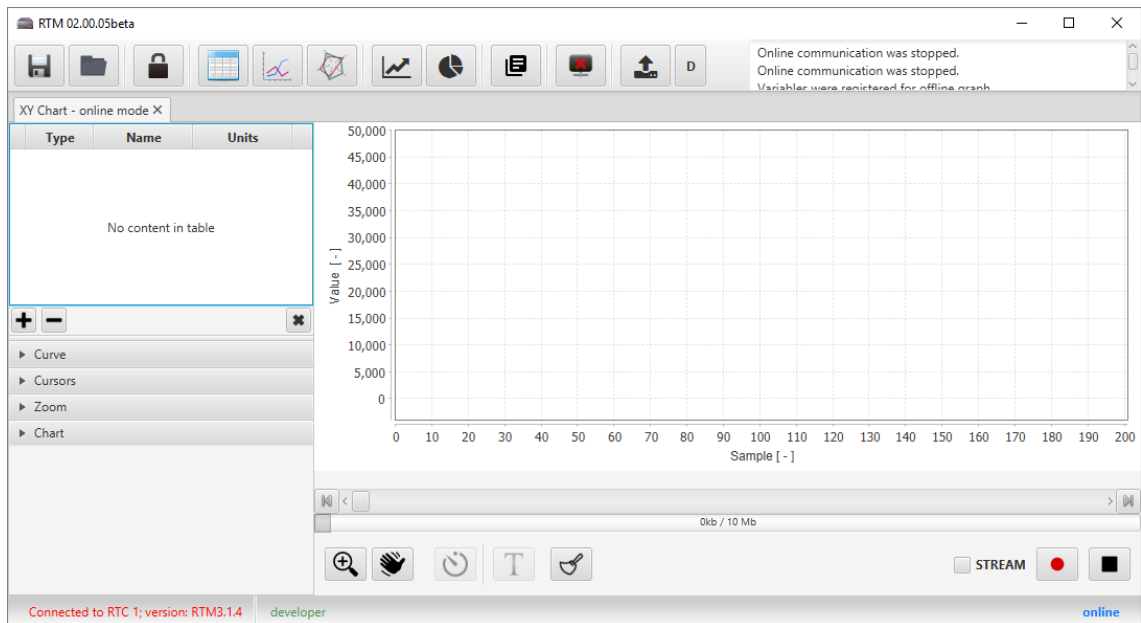 RTM 02.00.05beta
D
Online communication was stopped.
Online communication was stopped.
Variables were registered for offline graph
XY Chart - online mode
Type Name Units
No content in table
Curve
Cursors
Zoom
Chart
Value [ - ]
50,000
45,000
40,000
35,000
30,000
25,000
20,000
15,000
10,000
5,000
0
0 10 20 30 40 50 60 70 80 90 100 110 120 130 140 150 160 170 180 190 200
Sample [ - ]
0kb / 10 Mb
T
STREAM
Connected to RTC 1; version: RTM3.1.4 developer online